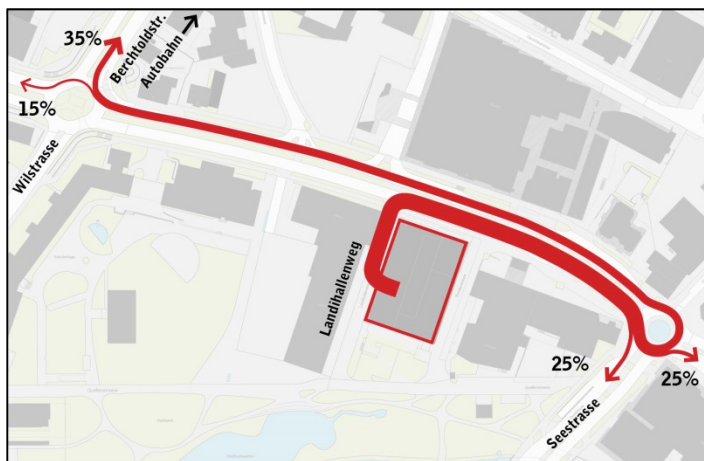 35%
Berchtoldstr.
Autobahn
15%
Wilstrasse
Landihallenweg
25%
25%
Seestrasse